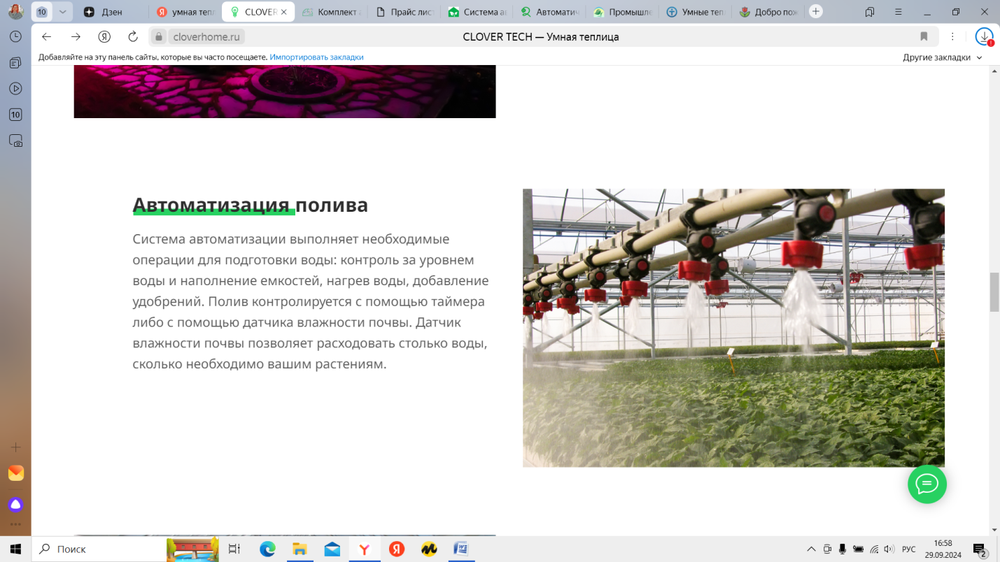 10
Дзен
умная тепл
CLOVER
Комплект а
Прайс лист
Система ав
Автоматич
Промышле
Умные теп
Добро пож
cloverhome.ru
CLOVER TECH — Умная теплица
Добавляйте на эту панель сайты, которые вы часто посещаете. Импортировать закладки
Другие закладки
10
Автоматизация полива
Система автоматизации выполняет необходимые
операции для подготовки воды: контроль за уровнем
воды и наполнение емкостей, нагрев воды, добавление
удобрений. Полив контролируется с помощью таймера
либо с помощью датчика влажности почвы. Датчик
влажности почвы позволяет расходовать столько воды,
сколько необходимо вашим растениям.
Поиск
РУС
16:58
29.09.2024
2